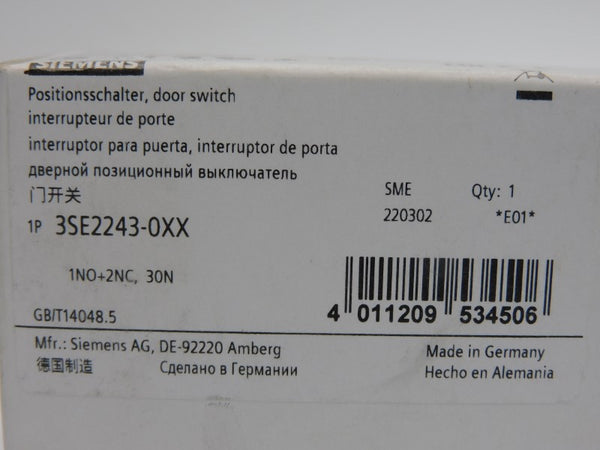 SIEMENS
Positionsschalter, door switch
interrupteur de porte
interruptor para puerta, interruptor de porta
дверной позиционный выключатель
门开关
SME Qty: 1
1P 3SE2243-0XX 220302 *E01*
1NO+2NC, 30N
GB/T14048.5 4 011209 534506
Mfr.: Siemens AG, DE-92220 Amberg Made in Germany
德国制造 Сделано в Германии Hecho en Alemania